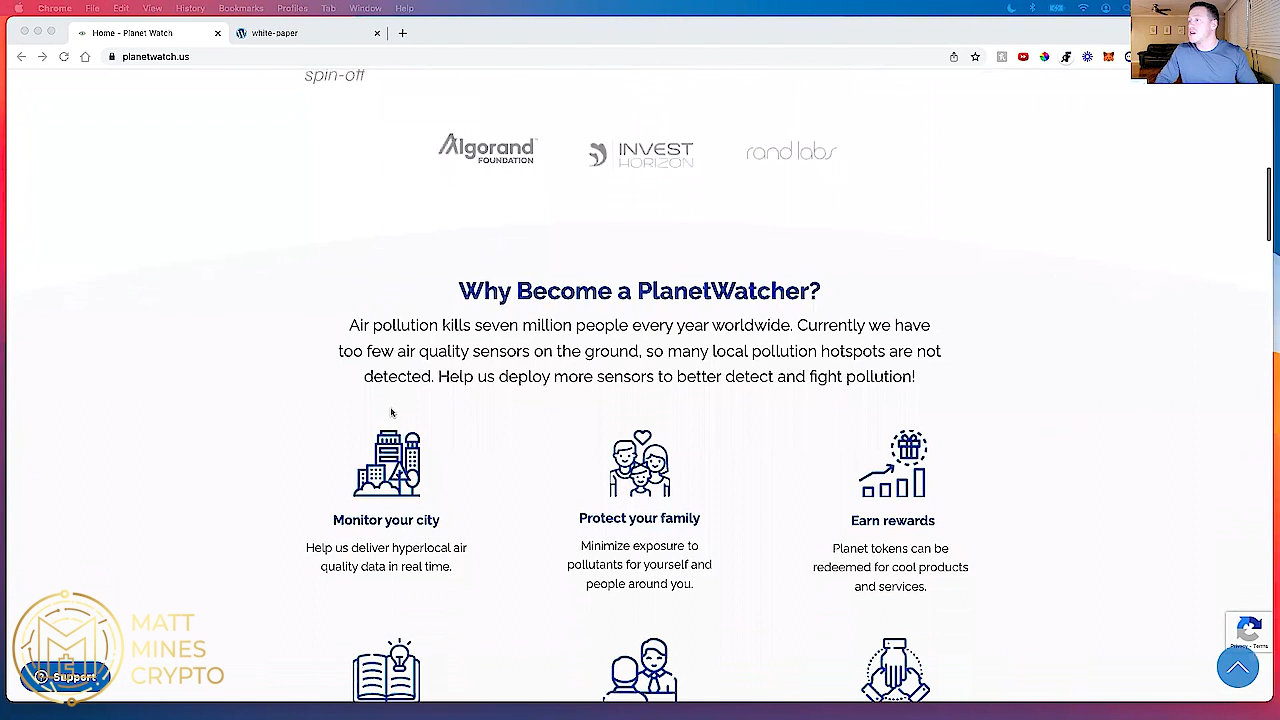 Chrome File Edit View History Bookmarks Profiles Tab Window Help
Home - Planet Watch
white-paper
planetwatch.us
spin-off
Algorand
FOUNDATION
INVEST
HORIZON
rand labs
Why Become a PlanetWatcher?
Air pollution kills seven million people every year worldwide. Currently we have
too few air quality sensors on the ground, so many local pollution hotspots are not
detected. Help us deploy more sensors to better detect and fight pollution!
Monitor your city
Help us deliver hyperlocal air
quality data in real time.
Protect your family
Minimize exposure to
pollutants for yourself and
people around you.
Earn rewards
Planet tokens can be
redeemed for cool products
and services.
MATT
MINES
CRYPTO
Support
Privacy - Terms